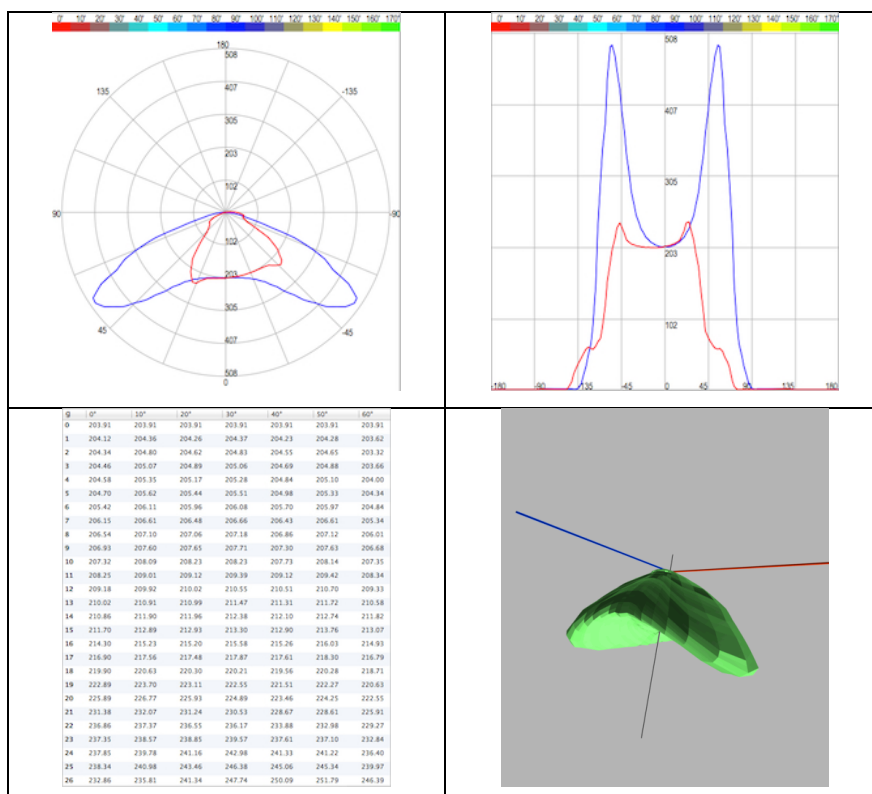 0° 10° 20° 30° 40° 50° 60° 70° 80° 90° 100° 110° 120° 130° 140° 150° 160° 170°
180
508
135 -135
407
305
203
102
90 -90
102
203
305
45 -45
407
508
0
0° 10° 20° 30° 40° 50° 60° 70° 80° 90° 100° 110° 120° 130° 140° 150° 160° 170°
508
407
305
203
102
-180 -90 -135 -45 0 45 90 135 180
g 0° 10° 20° 30° 40° 50° 60°
0 203.91 203.91 203.91 203.91 203.91 203.91 203.91
1 204.12 204.36 204.26 204.37 204.23 204.28 203.62
2 204.34 204.80 204.62 204.83 204.55 204.65 203.32
3 204.46 205.07 204.89 205.06 204.69 204.88 203.66
4 204.58 205.35 205.17 205.28 204.84 205.10 204.00
5 204.70 205.62 205.44 205.51 204.98 205.33 204.34
6 205.42 206.11 205.96 206.08 205.70 205.97 204.84
7 206.15 206.61 206.48 206.66 206.43 206.61 205.34
8 206.54 207.10 207.06 207.18 206.86 207.12 206.01
9 206.93 207.60 207.65 207.71 207.30 207.63 206.68
10 207.32 208.09 208.23 208.23 207.73 208.14 207.35
11 208.25 209.01 209.12 209.39 209.12 209.42 208.34
12 209.18 209.92 210.02 210.55 210.51 210.70 209.33
13 210.02 210.91 210.99 211.47 211.31 211.72 210.58
14 210.86 211.90 211.96 212.38 212.10 212.74 211.82
15 211.70 212.89 212.93 213.30 212.90 213.76 213.07
16 214.30 215.23 215.20 215.58 215.26 216.03 214.93
17 216.90 217.56 217.48 217.87 217.61 218.30 216.79
18 219.90 220.63 220.30 220.21 219.56 220.28 218.71
19 222.89 223.70 223.11 222.55 221.51 222.27 220.63
20 225.89 226.77 225.93 224.89 223.46 224.25 222.55
21 231.38 232.07 231.24 230.53 228.67 228.61 225.91
22 236.86 237.37 236.55 236.17 233.88 232.98 229.27
23 237.35 238.57 238.85 239.57 237.61 237.10 232.84
24 237.85 239.78 241.16 242.98 241.33 241.22 236.40
25 238.34 240.98 243.46 246.38 245.06 245.34 239.97
26 232.86 235.81 241.34 247.74 250.09 251.79 246.39